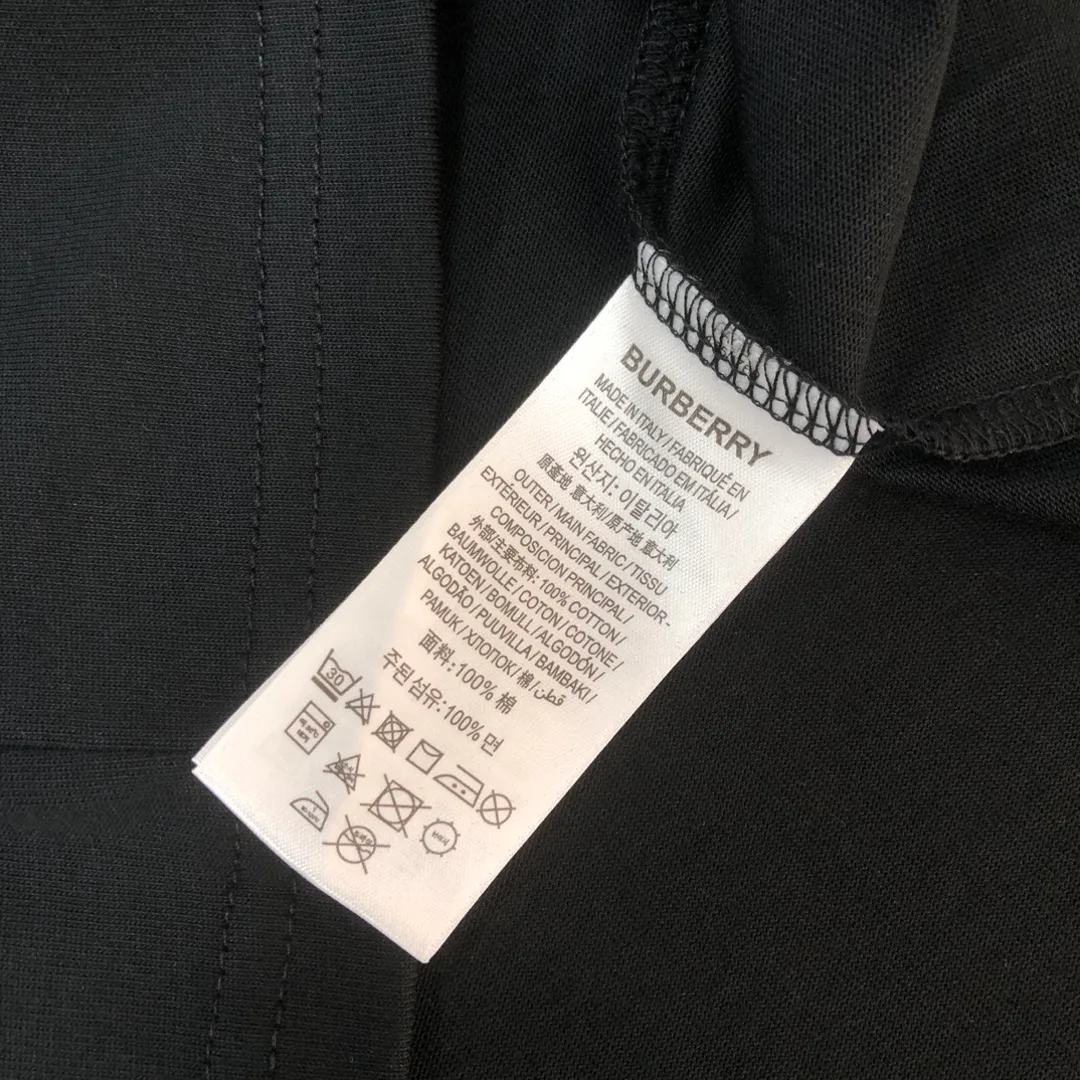 BURBERRY
MADE IN ITALY / FABRIQUÉ EN
ITALIE / FABRICADO EM ITÁLIA /
HECHO EN ITALIA
원산지: 이탈리아
原產地 意大利/原产地 意大利
OUTER / MAIN FABRIC / TISSU
EXTÉRIEUR / PRINCIPAL / EXTERIOR-
COMPOSICION PRINCIPAL /
外部/主要布料: 100% COTTON /
BAUMWOLLE / COTON / COTONE /
KATOEN / BOMULL / ALGODÓN /
ALGODÃO / PUUVILLA / BAMBAKI /
PAMUK / ХПОПОК / 棉 / قطن
面料: 100% 棉
주된 섬유: 100% 면
30